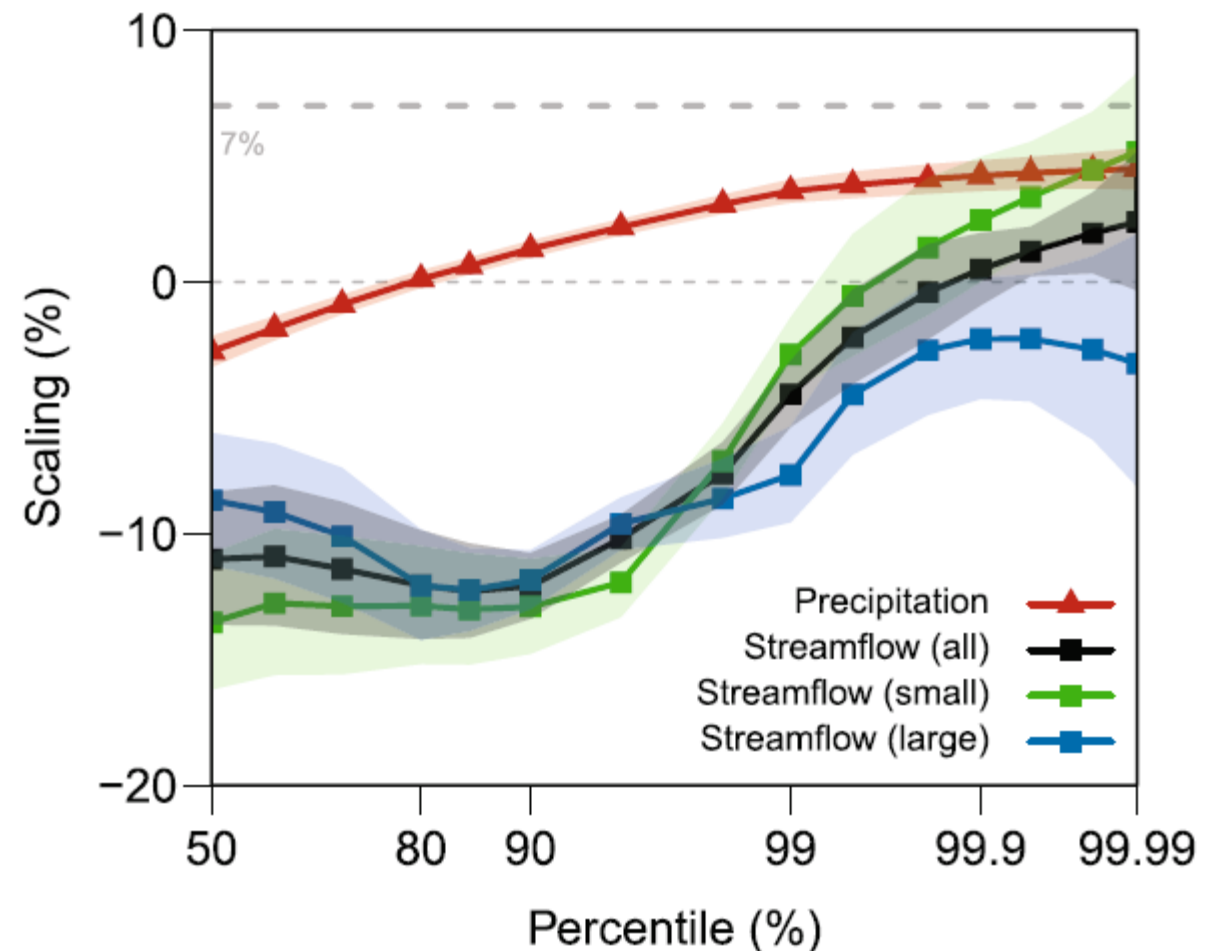 10
7%
0
−10
−20
Scaling (%)
Precipitation
Streamflow (all)
Streamflow (small)
Streamflow (large)
50 80 90 99 99.9 99.99
Percentile (%)